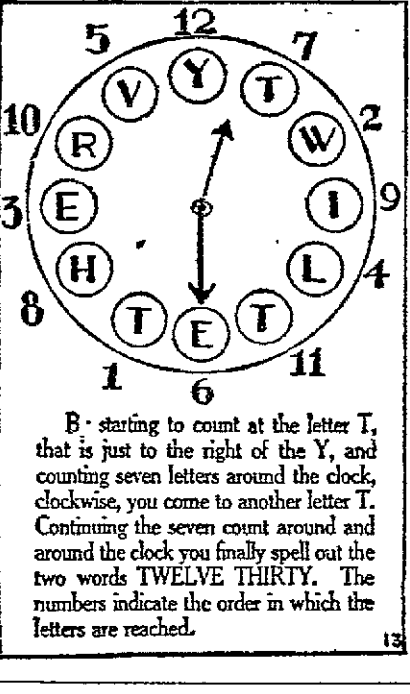 12
5 7
V Y T
10 2
R W
3 E I 9
H L
8 4
T E T
1 11
6
B starting to count at the letter T,
that is just to the right of the Y, and
counting seven letters around the clock,
clockwise, you come to another letter T.
Continuing the seven count around and
around the clock you finally spell out the
two words TWELVE THIRTY. The
numbers indicate the order in which the
letters are reached.
13